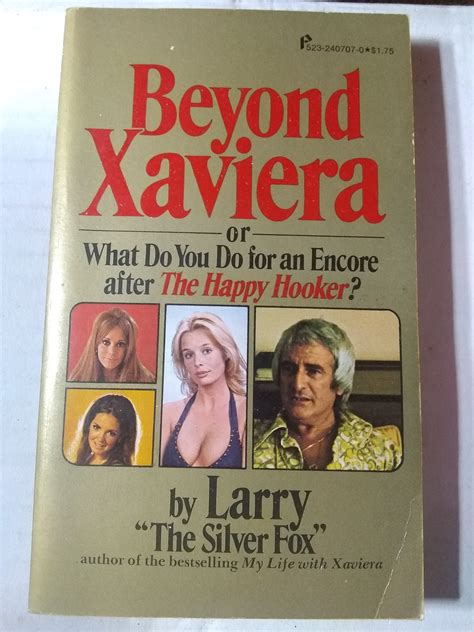 523-240707-0★$1.75
Beyond
Xaviera
or
What Do You Do for an Encore
after The Happy Hooker?
by Larry
"The Silver Fox"
author of the bestselling My Life with Xaviera